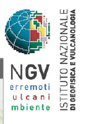 NGV
erremoti
ulcani
mbiente
ISTITUTO NAZIONALE
DI GEOFISICA E VULCANOLOGIA